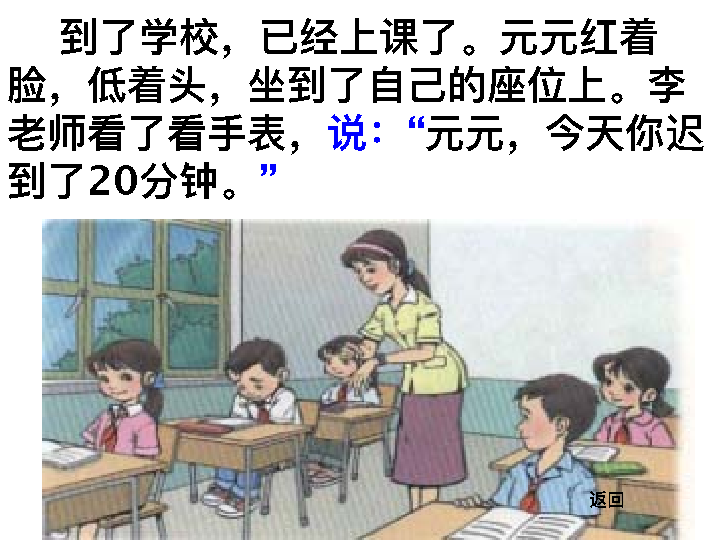 到了学校，已经上课了。元元红着
脸，低着头，坐到了自己的座位上。李
老师看了看手表，说：“元元，今天你迟
到了20分钟。”
返回